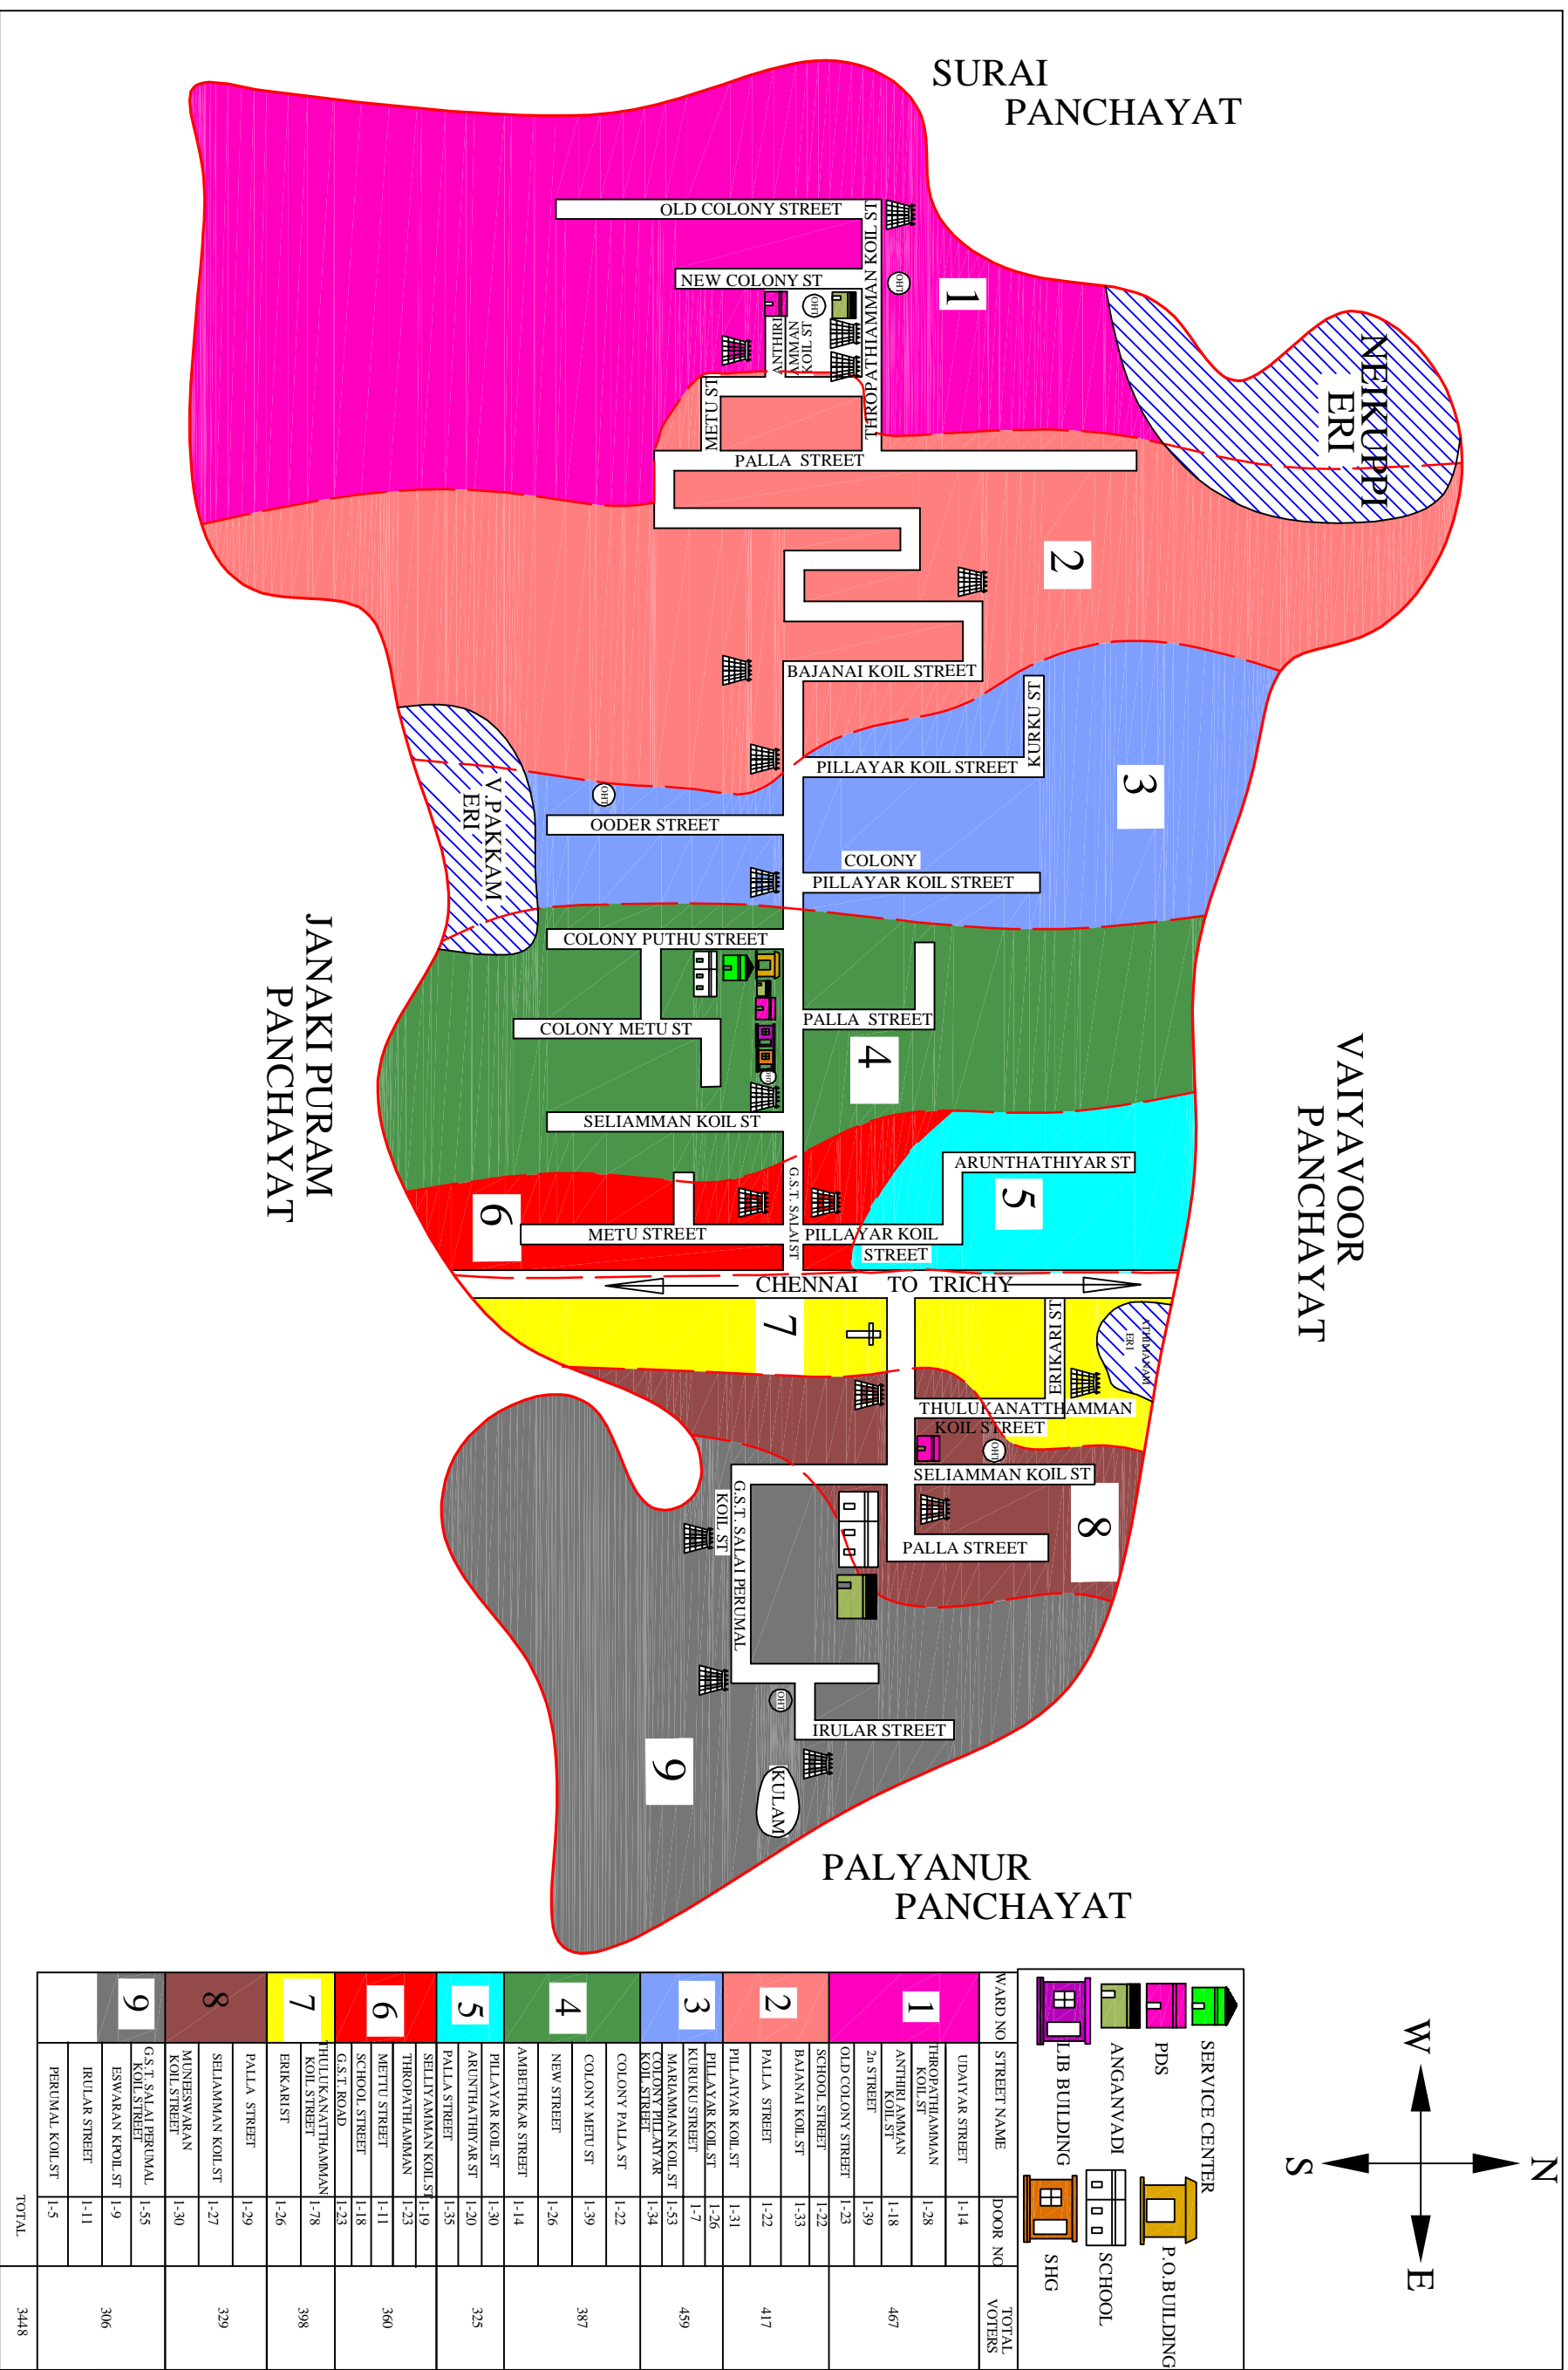 SURAI
PANCHAYAT
NEIKUPPI
ERI
VAIYAVOOR
PANCHAYAT
JANAKI PURAM
PANCHAYAT
PALYANUR
PANCHAYAT
N
W
E
S
1
OLD COLONY STREET
THROPATHIAMMAN KOIL ST
OHT
NEW COLONY ST
OHT
ANTHIRI
AMMAN
KOIL ST
METU ST
PALLA STREET
2
BAJANAI KOIL STREET
3
KURKU ST
PILLAYAR KOIL STREET
OHT
OODER STREET
COLONY
PILLAYAR KOIL STREET
V.PAKKAM
ERI
4
COLONY PUTHU STREET
COLONY METU ST
PALLA STREET
OHT
SELIAMMAN KOIL ST
5
ARUNTHATHIYAR ST
PILLAYAR KOIL
STREET
G.S.T. SALAI ST
6
METU STREET
CHENNAI TO TRICHY
7
ERIKARI ST
ATHIMANAM
ERI
THULUKANATTHAMMAN
KOIL STREET
OHT
SELIAMMAN KOIL ST
8
PALLA STREET
G.S.T. SALAI PERUMAL
KOIL ST
OHT
IRULAR STREET
9
KULAM
SERVICE CENTER
PDS
ANGANVADI
LIB BUILDING
P.O.BUILDING
SCHOOL
SHG
WARD NO STREET NAME DOOR NO TOTAL VOTERS
1 467
UDAIYAR STREET 1-14
THROPATHIAMMAN KOIL ST 1-28
ANTHIRI AMMAN KOIL ST 1-18
2n STREET 1-39
OLD COLONY STREET 1-23
2 417
SCHOOL STREET 1-22
BAJANAI KOIL ST 1-33
PALLA STREET 1-22
PILLAIYAR KOIL ST 1-31
3 459
PILLAYAR KOIL ST 1-26
KURUKU STREET 1-7
MARIAMMAN KOIL ST 1-53
COLONY PILLAIYAR KOIL STREET 1-34
4 387
COLONY PALLA ST 1-22
COLONY METU ST 1-39
NEW STREET 1-26
AMBETHKAR STREET 1-14
5 325
PILLAYAR KOIL ST 1-30
ARUNTHATHIYAR ST 1-20
PALLA STREET 1-35
6 360
SELLIYAMMAN KOIL ST 1-19
THROPATHIAMMAN 1-23
METTU STREET 1-11
SCHOOL STREET 1-18
G.S.T. ROAD 1-23
7 398
THULUKANATTHAMMAN KOIL STREET 1-78
ERIKARI ST 1-26
8 329
PALLA STREET 1-29
SELIAMMAN KOIL ST 1-27
MUNEESWARAN KOIL STREET 1-30
9 306
G.S.T. SALAI PERUMAL KOIL STREET 1-55
ESWARAN KPOIL ST 1-9
IRULAR STREET 1-11
PERUMAL KOIL ST 1-5
TOTAL 3448